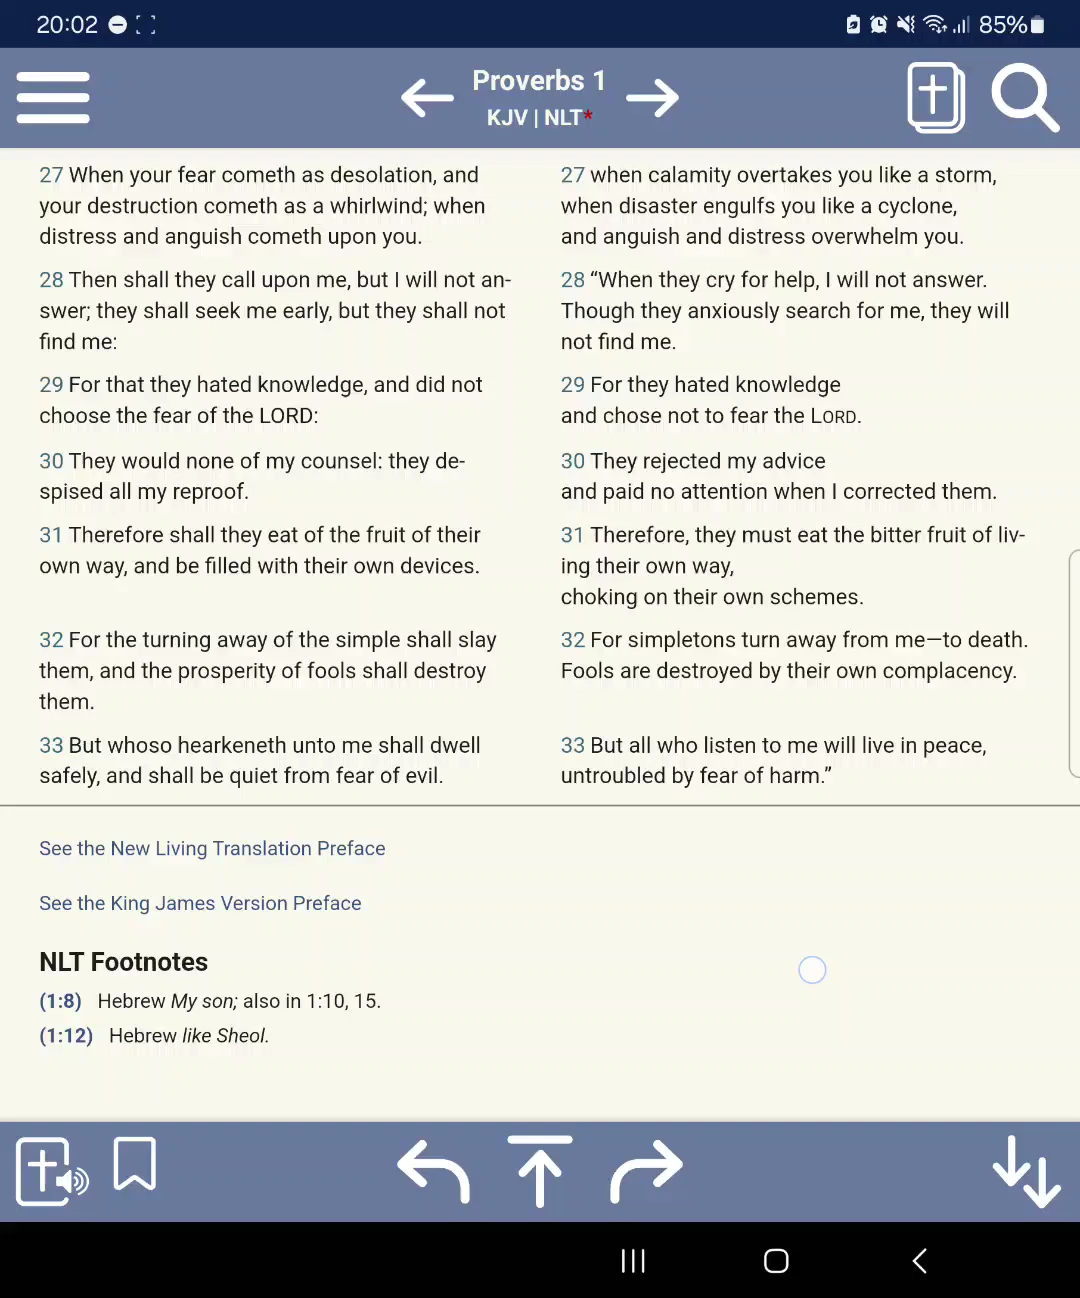 20:02
85%
Proverbs 1
KJV | NLT*
27 When your fear cometh as desolation, and
your destruction cometh as a whirlwind; when
distress and anguish cometh upon you.
28 Then shall they call upon me, but I will not an-
swer; they shall seek me early, but they shall not
find me:
29 For that they hated knowledge, and did not
choose the fear of the LORD:
30 They would none of my counsel: they de-
spised all my reproof.
31 Therefore shall they eat of the fruit of their
own way, and be filled with their own devices.
32 For the turning away of the simple shall slay
them, and the prosperity of fools shall destroy
them.
33 But whoso hearkeneth unto me shall dwell
safely, and shall be quiet from fear of evil.
27 when calamity overtakes you like a storm,
when disaster engulfs you like a cyclone,
and anguish and distress overwhelm you.
28 “When they cry for help, I will not answer.
Though they anxiously search for me, they will
not find me.
29 For they hated knowledge
and chose not to fear the LORD.
30 They rejected my advice
and paid no attention when I corrected them.
31 Therefore, they must eat the bitter fruit of liv-
ing their own way,
choking on their own schemes.
32 For simpletons turn away from me—to death.
Fools are destroyed by their own complacency.
33 But all who listen to me will live in peace,
untroubled by fear of harm.”
See the New Living Translation Preface
See the King James Version Preface
NLT Footnotes
(1:8) Hebrew My son; also in 1:10, 15.
(1:12) Hebrew like Sheol.